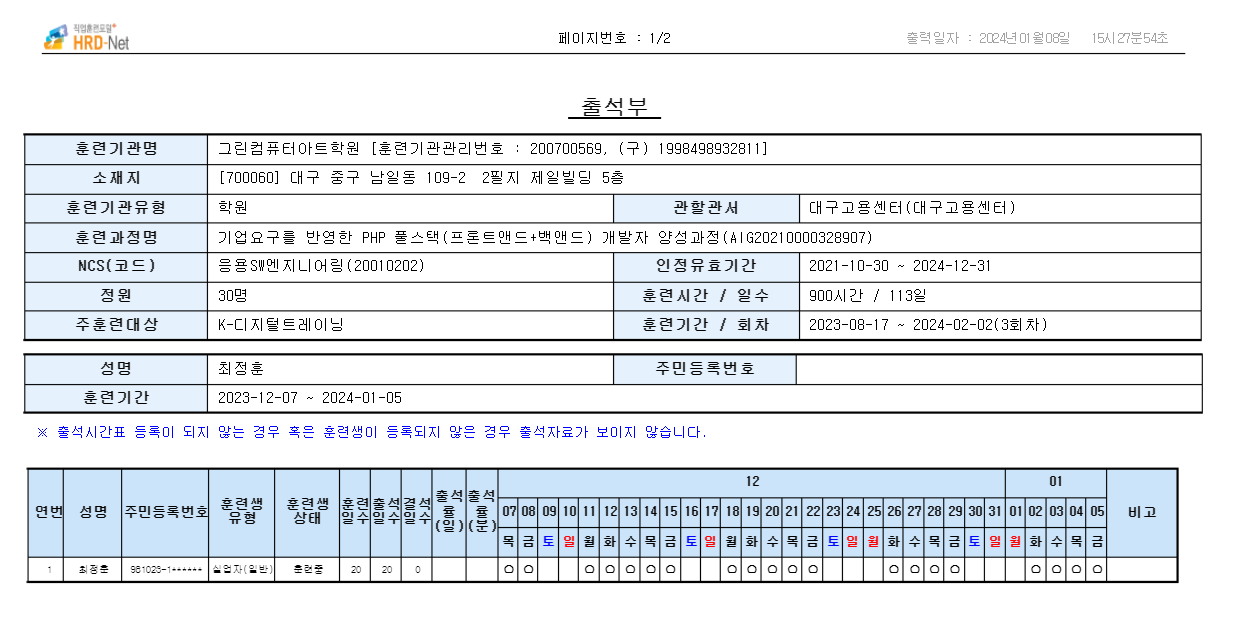 직업훈련포털
HRD-Net
페이지번호 : 1/2
출력일자 : 2024년01월08일 15시27분54초
출석부
훈련기관명 그린컴퓨터아트학원 [훈련기관관리번호 : 200700569, (구) 1998498932811]
소재지 [700060] 대구 중구 남일동 109-2 2필지 제일빌딩 5층
훈련기관유형 학원 관할관서 대구고용센터(대구고용센터)
훈련과정명 기업요구를 반영한 PHP 풀스택(프론트앤드+백앤드) 개발자 양성과정(AIG20210000328907)
NCS(코드) 응용SW엔지니어링(20010202) 인정유효기간 2021-10-30 ~ 2024-12-31
정원 30명 훈련시간 / 일수 900시간 / 113일
주훈련대상 K-디지털트레이닝 훈련기간 / 회차 2023-08-17 ~ 2024-02-02(3회차)
성명 최정훈 주민등록번호
훈련기간 2023-12-07 ~ 2024-01-05
※ 출석시간표 등록이 되지 않는 경우 혹은 훈련생이 등록되지 않은 경우 출석자료가 보이지 않습니다.
연번 성명 주민등록번호 훈련생유형 훈련생상태 훈련일수 출석일수 결석일수 출석률(일) 출석률(분) 12 01 비고
07 08 09 10 11 12 13 14 15 16 17 18 19 20 21 22 23 24 25 26 27 28 29 30 31 01 02 03 04 05
목 금 토 일 월 화 수 목 금 토 일 월 화 수 목 금 토 일 월 화 수 목 금 토 일 월 화 수 목 금
1 최정훈 981028-1****** 실업자(일반) 훈련중 20 20 0 ○ ○ ○ ○ ○ ○ ○ ○ ○ ○ ○ ○ ○ ○ ○ ○ ○ ○ ○ ○